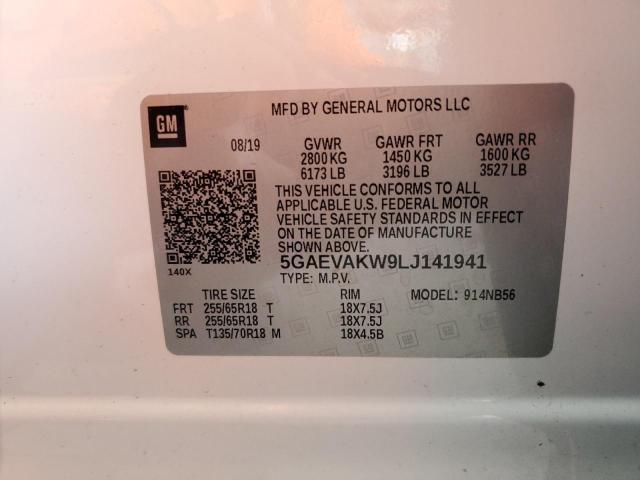 MFD BY GENERAL MOTORS LLC
GM
08/19 GVWR GAWR FRT GAWR RR
2800 KG 1450 KG 1600 KG
6173 LB 3196 LB 3527 LB
THIS VEHICLE CONFORMS TO ALL
APPLICABLE U.S. FEDERAL MOTOR
VEHICLE SAFETY STANDARDS IN EFFECT
ON THE DATE OF MANUFACTURE
SHOWN ABOVE.
140X
5GAEVAKW9LJ141941
TYPE: M.P.V.
TIRE SIZE RIM MODEL: 914NB56
FRT 255/65R18 T 18X7.5J
RR 255/65R18 T 18X7.5J
SPA T135/70R18 M 18X4.5B